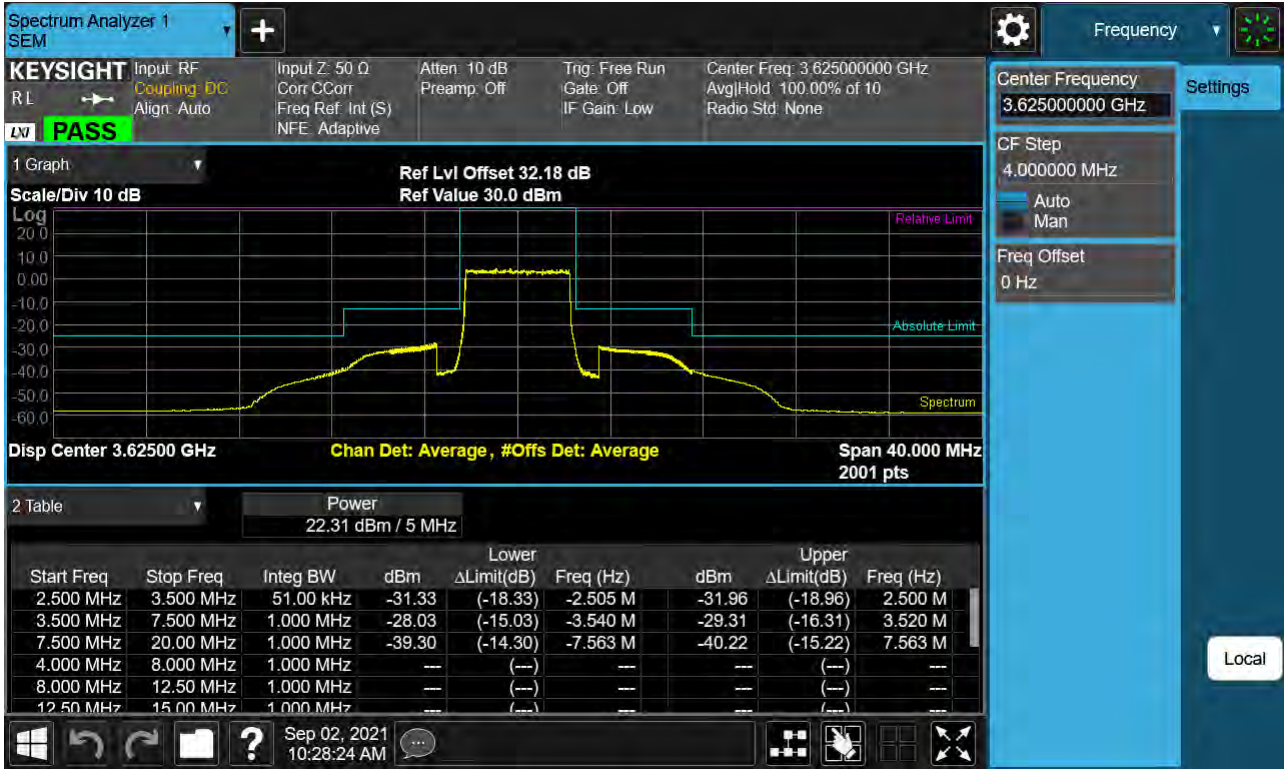 Spectrum Analyzer 1
SEM
Frequency
KEYSIGHT
R L
LXI
PASS
Input: RF
Coupling: DC
Align: Auto
Input Z: 50 Ω
Corr CCorr
Freq Ref: Int (S)
NFE: Adaptive
Atten: 10 dB
Preamp: Off
Trig: Free Run
Gate: Off
IF Gain: Low
Center Freq: 3.625000000 GHz
Avg|Hold: 100.00% of 10
Radio Std: None
Center Frequency
3.625000000 GHz
Settings
CF Step
4.000000 MHz
Auto
Man
Freq Offset
0 Hz
1 Graph
Scale/Div 10 dB
Ref Lvl Offset 32.18 dB
Ref Value 30.0 dBm
Log
20.0
10.0
0.00
-10.0
-20.0
-30.0
-40.0
-50.0
-60.0
Relative Limit
Absolute Limit
Spectrum
Disp Center 3.62500 GHz Chan Det: Average , #Offs Det: Average Span 40.000 MHz
2001 pts
2 Table
Power
22.31 dBm / 5 MHz
Lower Upper
Start Freq Stop Freq Integ BW dBm ΔLimit(dB) Freq (Hz) dBm ΔLimit(dB) Freq (Hz)
2.500 MHz 3.500 MHz 51.00 kHz -31.33 (-18.33) -2.505 M -31.96 (-18.96) 2.500 M
3.500 MHz 7.500 MHz 1.000 MHz -28.03 (-15.03) -3.540 M -29.31 (-16.31) 3.520 M
7.500 MHz 20.00 MHz 1.000 MHz -39.30 (-14.30) -7.563 M -40.22 (-15.22) 7.563 M
4.000 MHz 8.000 MHz 1.000 MHz --- (---) --- --- (---) ---
8.000 MHz 12.50 MHz 1.000 MHz --- (---) --- --- (---) ---
12.50 MHz 15.00 MHz 1.000 MHz --- (---) --- --- (---) ---
Local
Sep 02, 2021
10:28:24 AM